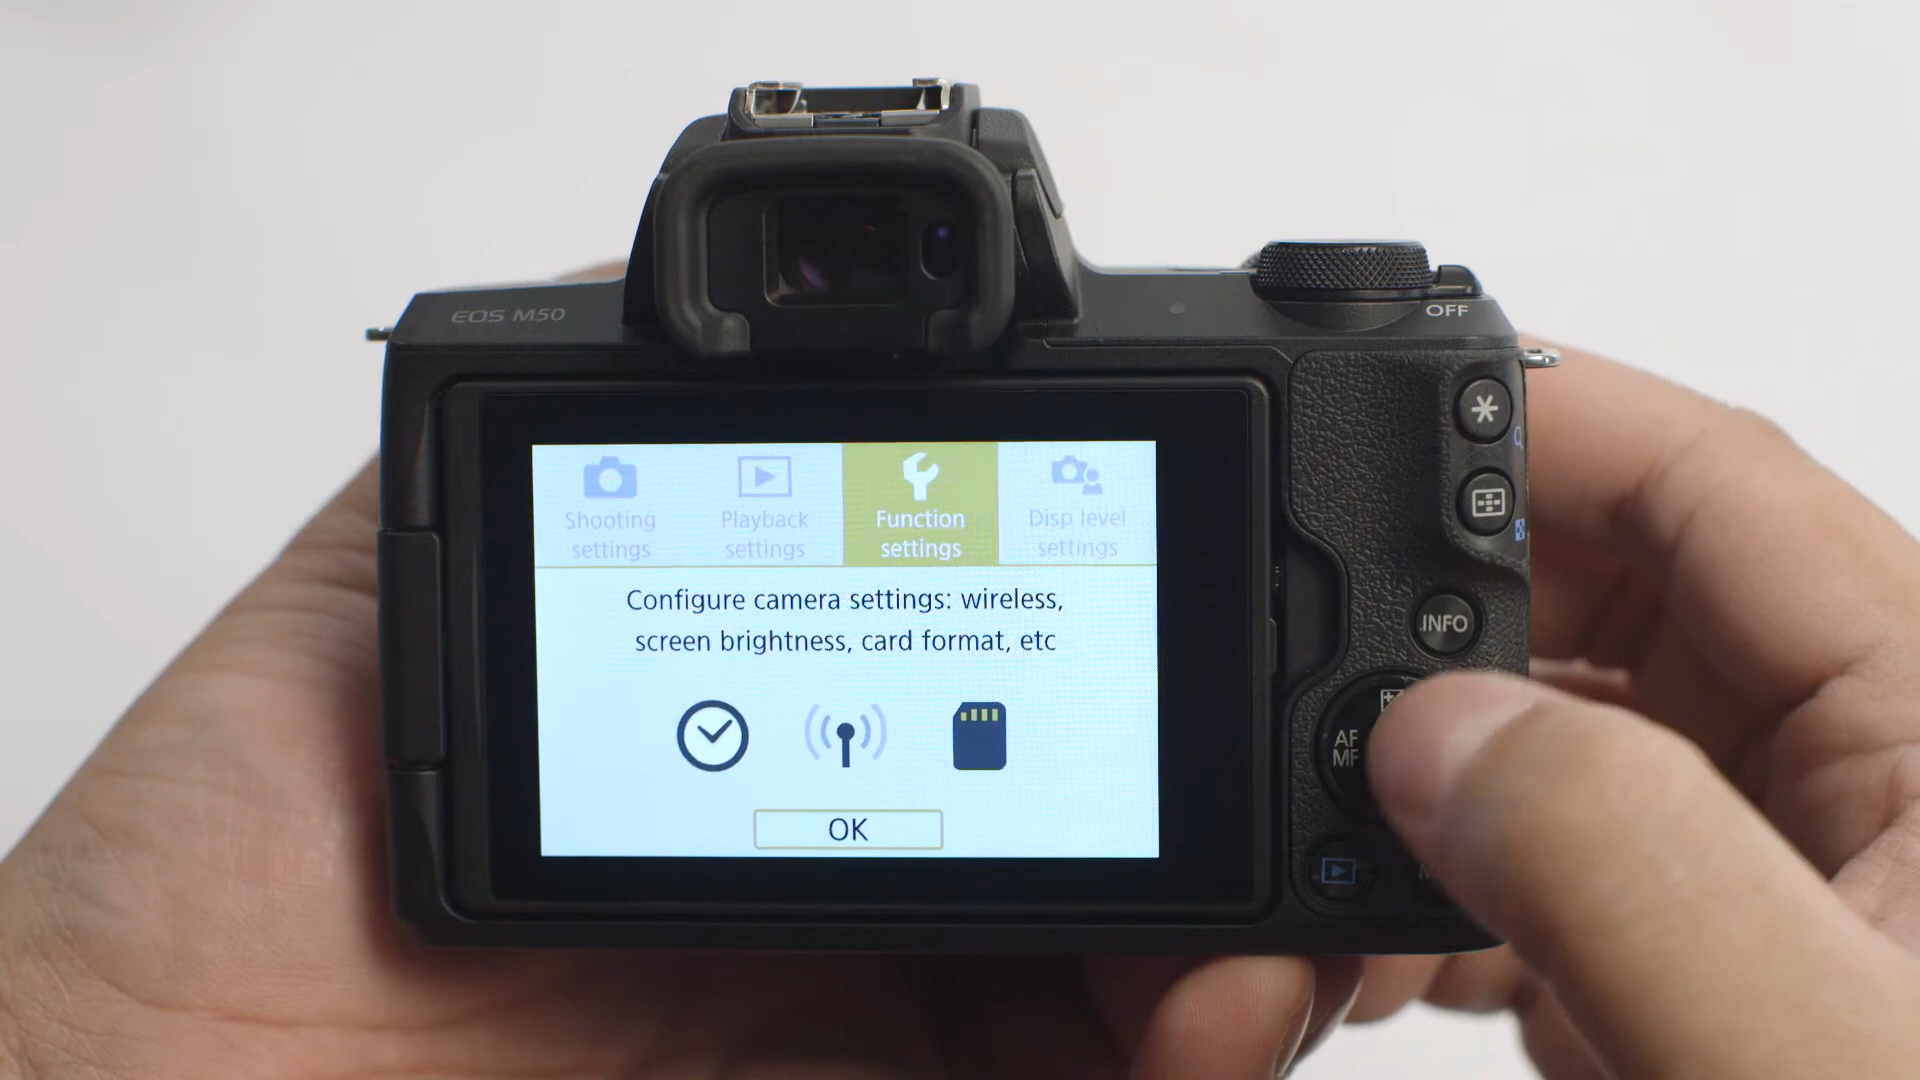 EOS M50
OFF
Shooting
settings
Playback
settings
Function
settings
Disp level
settings
Configure camera settings: wireless,
screen brightness, card format, etc
OK
INFO
AF
MF